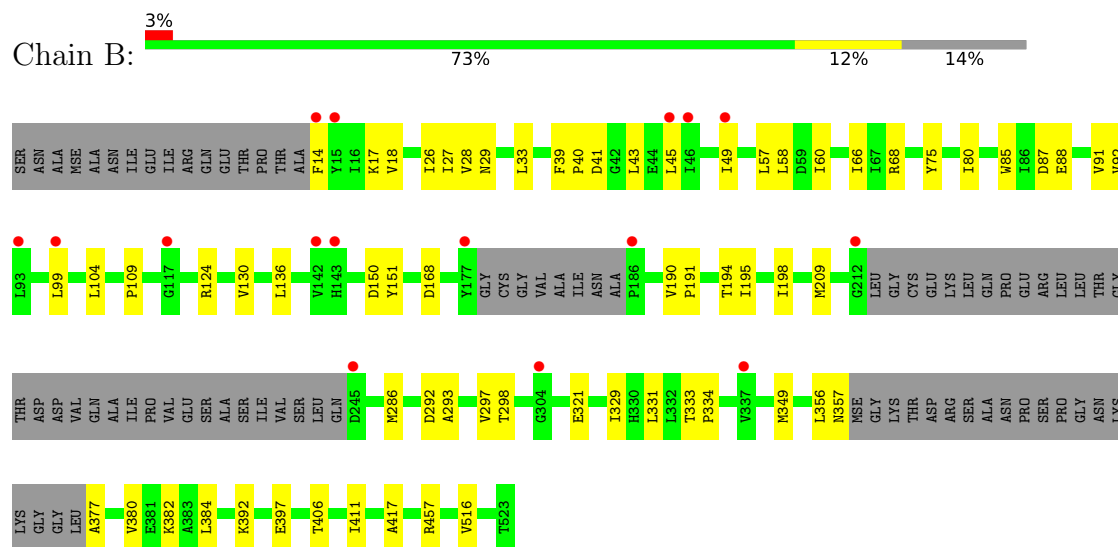 3%
Chain B:
73% 12% 14%
SER ASN ALA MSE ALA ASN ILE GLU ILE ARG GLN GLU THR PRO THR ALA F14 Y15 I16 K17 V18 I26 I27 V28 N29 L33 F39 P40 D41 G42 L43 E44 L45 I46 I49 L57 L58 D59 I60 I66 I67 R68 Y75 I80 W85 I86 D87 E88 V91 V92
L93 L99 L104 P109 G117 R124 V130 L136 V142 H143 D150 Y151 D168 Y177 GLY CYS GLY VAL ALA ILE ASN ALA P186 V190 P191 T194 I195 I198 M209 G212 LEU GLY CYS GLU LYS LEU GLN PRO GLU ARG LEU LEU THR GLY
THR ASP ASP VAL GLN ALA ILE PRO VAL GLU SER ALA SER ILE VAL SER LEU GLN D245 M286 D292 A293 V297 T298 G304 E321 I329 H330 L331 L332 T333 P334 V337 M349 L356 N357 MSE GLY LYS THR ASP ARG SER ALA ASN PRO SER PRO GLY ASN LYS
LYS GLY GLY LEU A377 V380 E381 K382 A383 L384 K392 E397 T406 I411 A417 R457 V516 T523